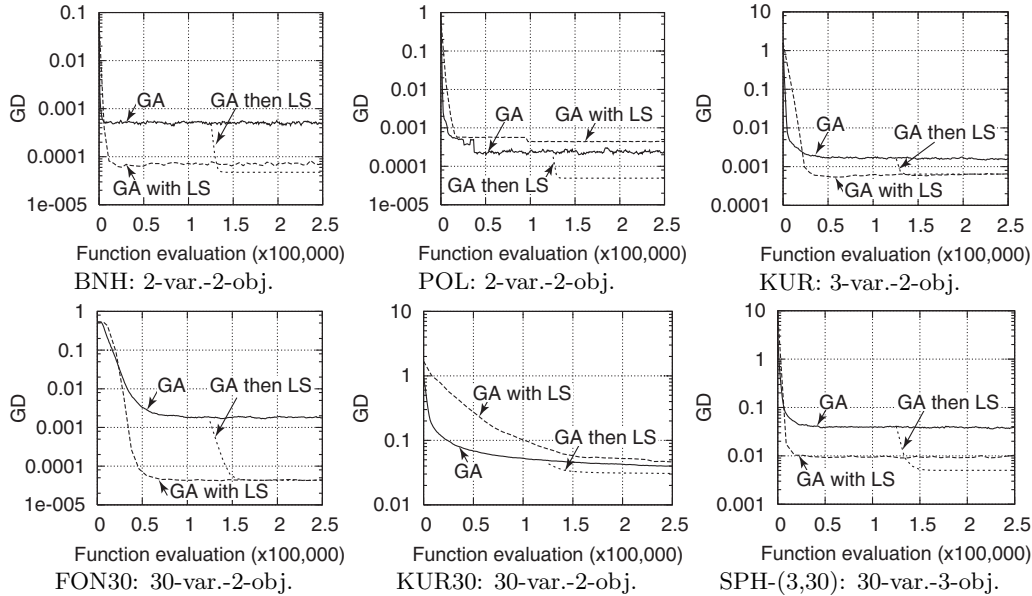 0.1
0.01
0.001
0.0001
1e-005
GD
GA
GA then LS
GA with LS
0 0.5 1 1.5 2 2.5
Function evaluation (x100,000)
BNH: 2-var.-2-obj.
1
0.1
0.01
0.001
0.0001
1e-005
GD
GA with LS
GA
GA then LS
0 0.5 1 1.5 2 2.5
Function evaluation (x100,000)
POL: 2-var.-2-obj.
10
1
0.1
0.01
0.001
0.0001
GD
GA
GA then LS
GA with LS
0 0.5 1 1.5 2 2.5
Function evaluation (x100,000)
KUR: 3-var.-2-obj.
1
0.1
0.01
0.001
0.0001
1e-005
GD
GA
GA then LS
GA with LS
0 0.5 1 1.5 2 2.5
Function evaluation (x100,000)
FON30: 30-var.-2-obj.
10
1
0.1
0.01
GD
GA with LS
GA then LS
GA
0 0.5 1 1.5 2 2.5
Function evaluation (x100,000)
KUR30: 30-var.-2-obj.
10
1
0.1
0.01
0.001
GD
GA
GA then LS
GA with LS
0 0.5 1 1.5 2 2.5
Function evaluation (x100,000)
SPH-(3,30): 30-var.-3-obj.